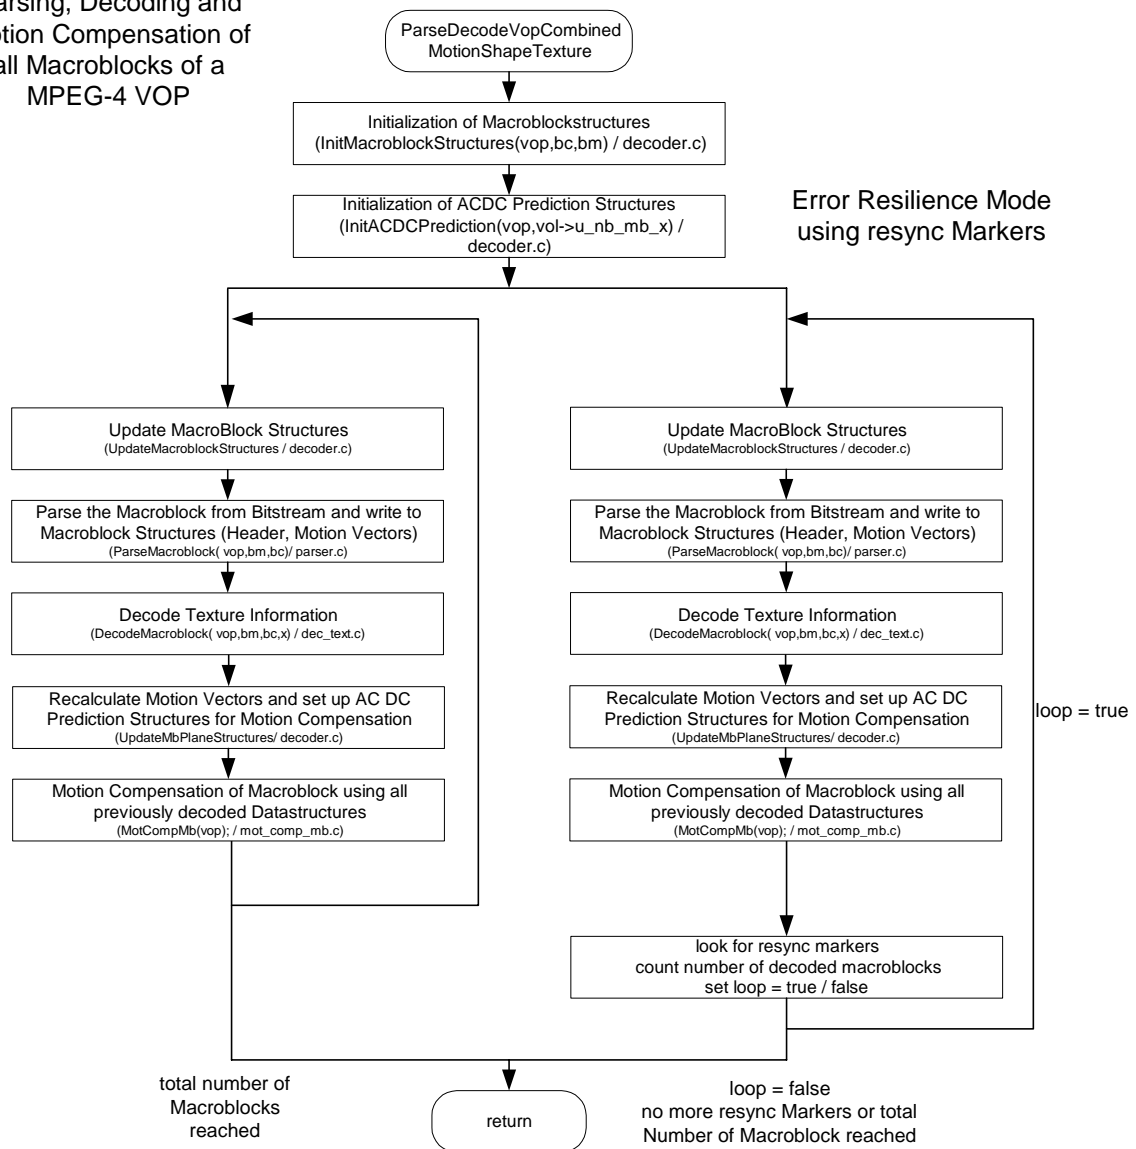 arsing, Decoding and
otion Compensation of
all Macroblocks of a
MPEG-4 VOP
ParseDecodeVopCombined
MotionShapeTexture
Initialization of Macroblockstructures
(InitMacroblockStructures(vop,bc,bm) / decoder.c)
Initialization of ACDC Prediction Structures
(InitACDCPrediction(vop,vol->u_nb_mb_x) /
decoder.c)
Error Resilience Mode
using resync Markers
Update MacroBlock Structures
(UpdateMacroblockStructures / decoder.c)
Parse the Macroblock from Bitstream and write to
Macroblock Structures (Header, Motion Vectors)
(ParseMacroblock( vop,bm,bc)/ parser.c)
Decode Texture Information
(DecodeMacroblock( vop,bm,bc,x) / dec_text.c)
Recalculate Motion Vectors and set up AC DC
Prediction Structures for Motion Compensation
(UpdateMbPlaneStructures/ decoder.c)
Motion Compensation of Macroblock using all
previously decoded Datastructures
(MotCompMb(vop); / mot_comp_mb.c)
Update MacroBlock Structures
(UpdateMacroblockStructures / decoder.c)
Parse the Macroblock from Bitstream and write to
Macroblock Structures (Header, Motion Vectors)
(ParseMacroblock( vop,bm,bc)/ parser.c)
Decode Texture Information
(DecodeMacroblock( vop,bm,bc,x) / dec_text.c)
Recalculate Motion Vectors and set up AC DC
Prediction Structures for Motion Compensation
(UpdateMbPlaneStructures/ decoder.c)
Motion Compensation of Macroblock using all
previously decoded Datastructures
(MotCompMb(vop); / mot_comp_mb.c)
loop = true
look for resync markers
count number of decoded macroblocks
set loop = true / false
total number of
Macroblocks
reached
return
loop = false
no more resync Markers or total
Number of Macroblock reached